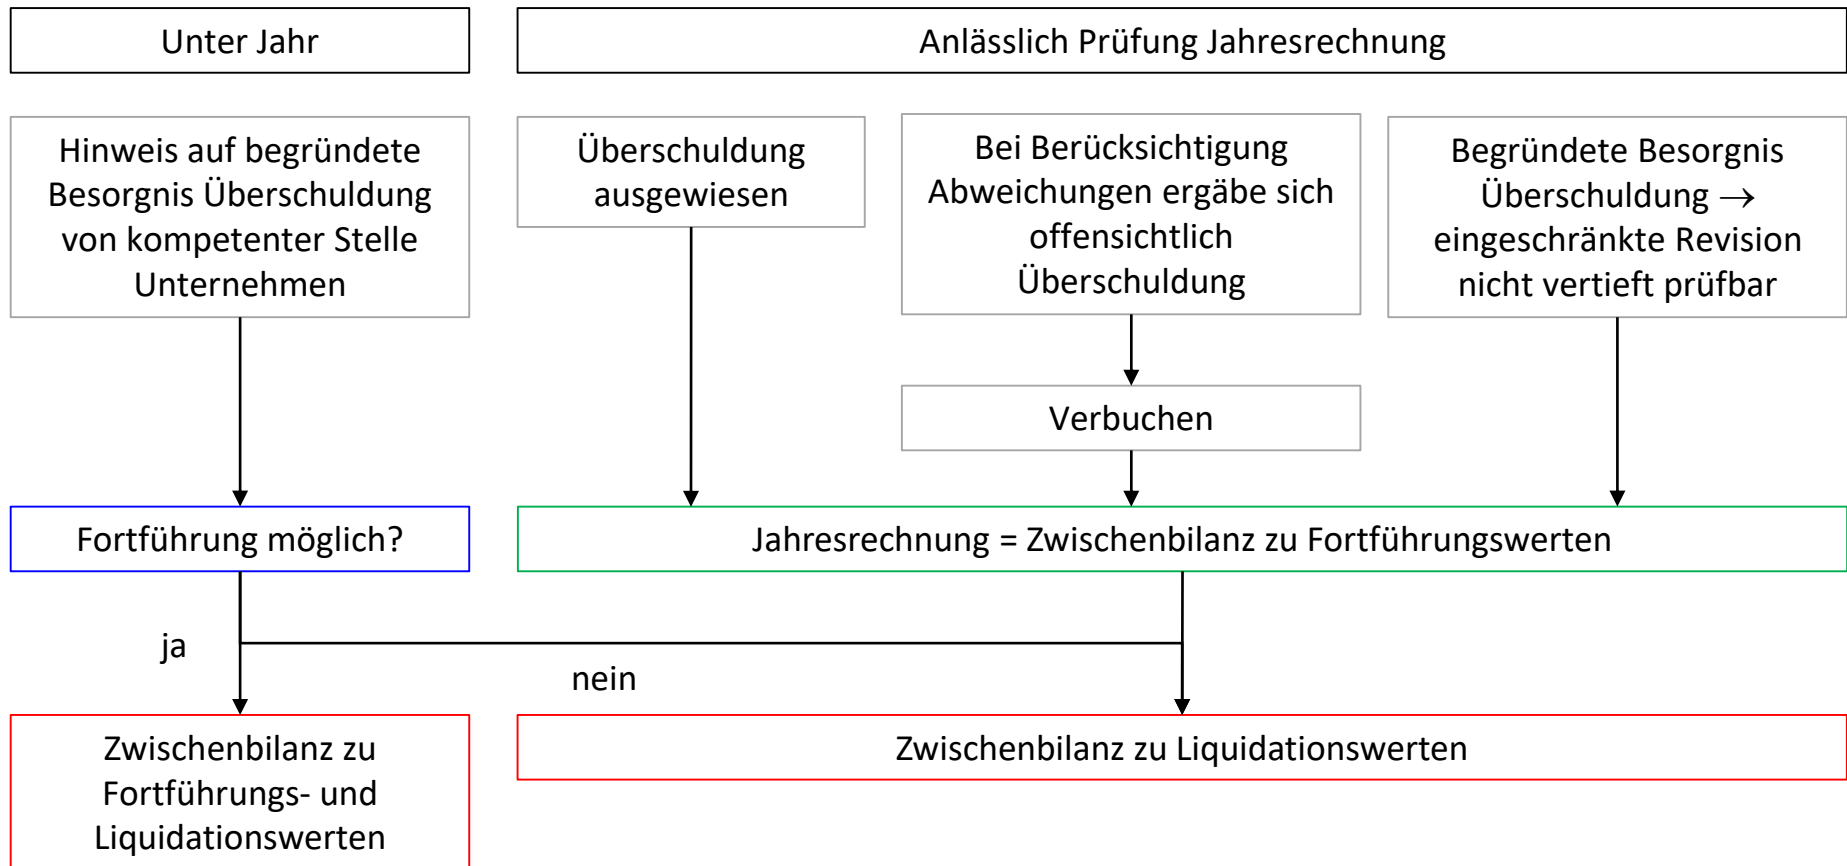 Unter Jahr
Anlässlich Prüfung Jahresrechnung
Hinweis auf begründete
Besorgnis Überschuldung
von kompetenter Stelle
Unternehmen
Überschuldung
ausgewiesen
Bei Berücksichtigung
Abweichungen ergäbe sich
offensichtlich
Überschuldung
Begründete Besorgnis
Überschuldung →
eingeschränkte Revision
nicht vertieft prüfbar
Verbuchen
Fortführung möglich?
Jahresrechnung = Zwischenbilanz zu Fortführungswerten
ja
nein
Zwischenbilanz zu
Fortführungs- und
Liquidationswerten
Zwischenbilanz zu Liquidationswerten